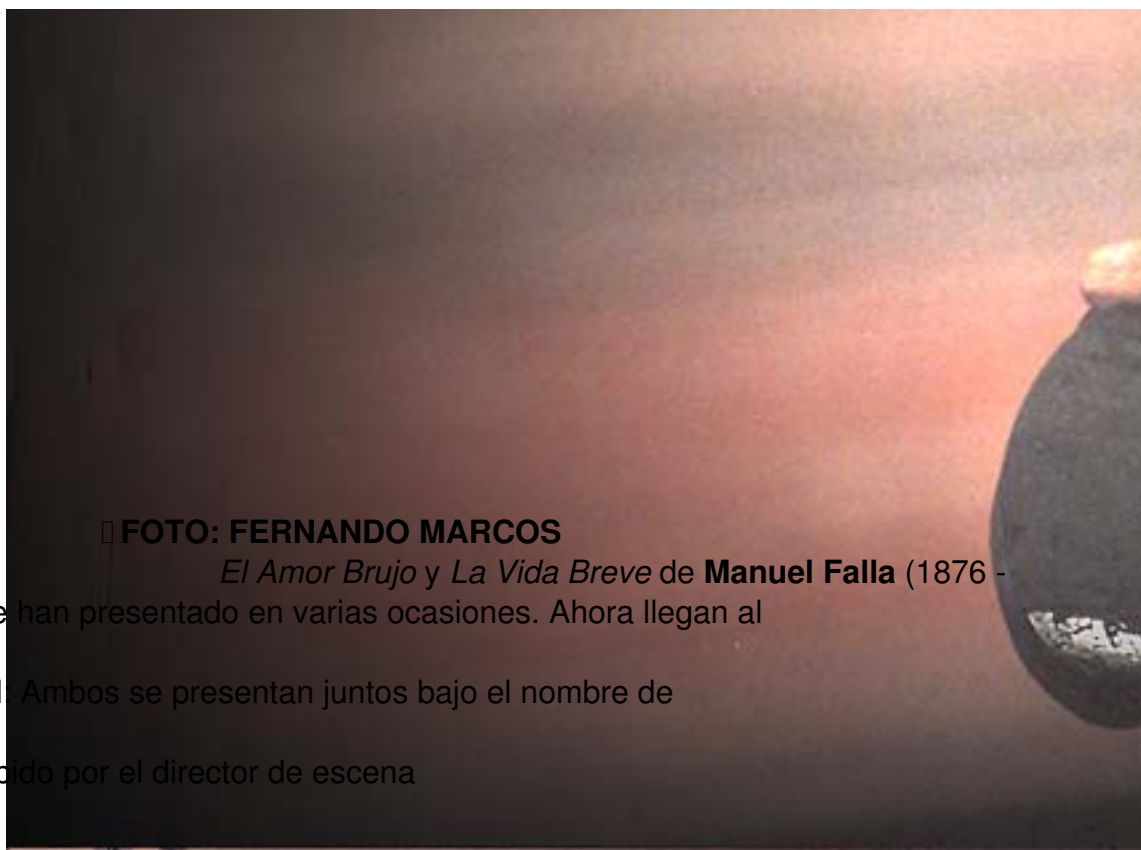 FOTO: FERNANDO MARCOS
El Amor Brujo y La Vida Breve de Manuel Falla (1876 -
han presentado en varias ocasiones. Ahora llegan al
: Ambos se presentan juntos bajo el nombre de
por el director de escena